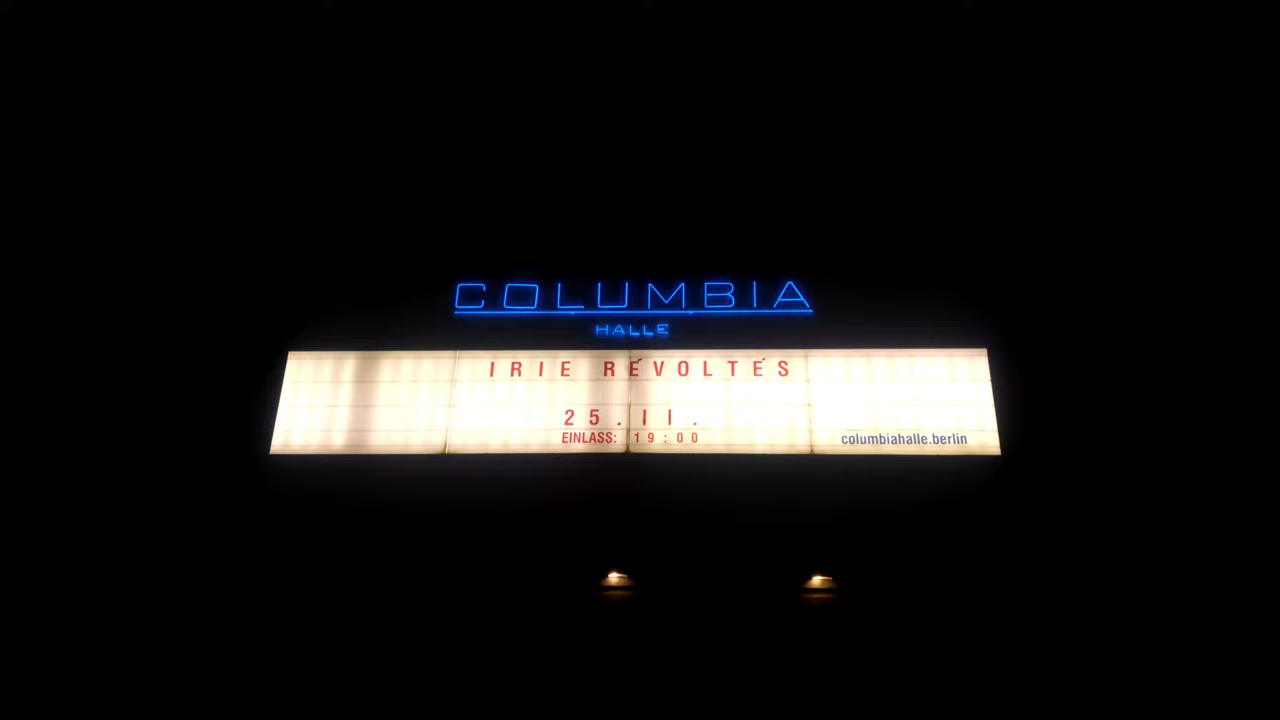 COLUMBIA
HALLE
IRIE RÉVOLTÉS
25.11.
EINLASS: 19:00
columbiahalle.berlin